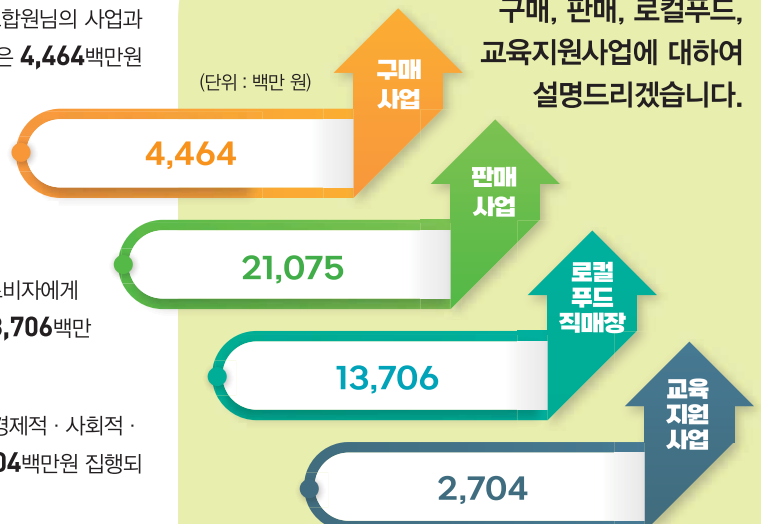 합원님의 사업과
은 4,464백만원
비자에게
,706백만
경제적 · 사회적 ·
04백만원 집행되
구매, 판매, 로컬푸드,
교육지원사업에 대하여
설명드리겠습니다.
(단위 : 백만 원)
구매
사업
4,464
판매
사업
21,075
로컬
푸드
직매장
13,706
교육
지원
사업
2,704